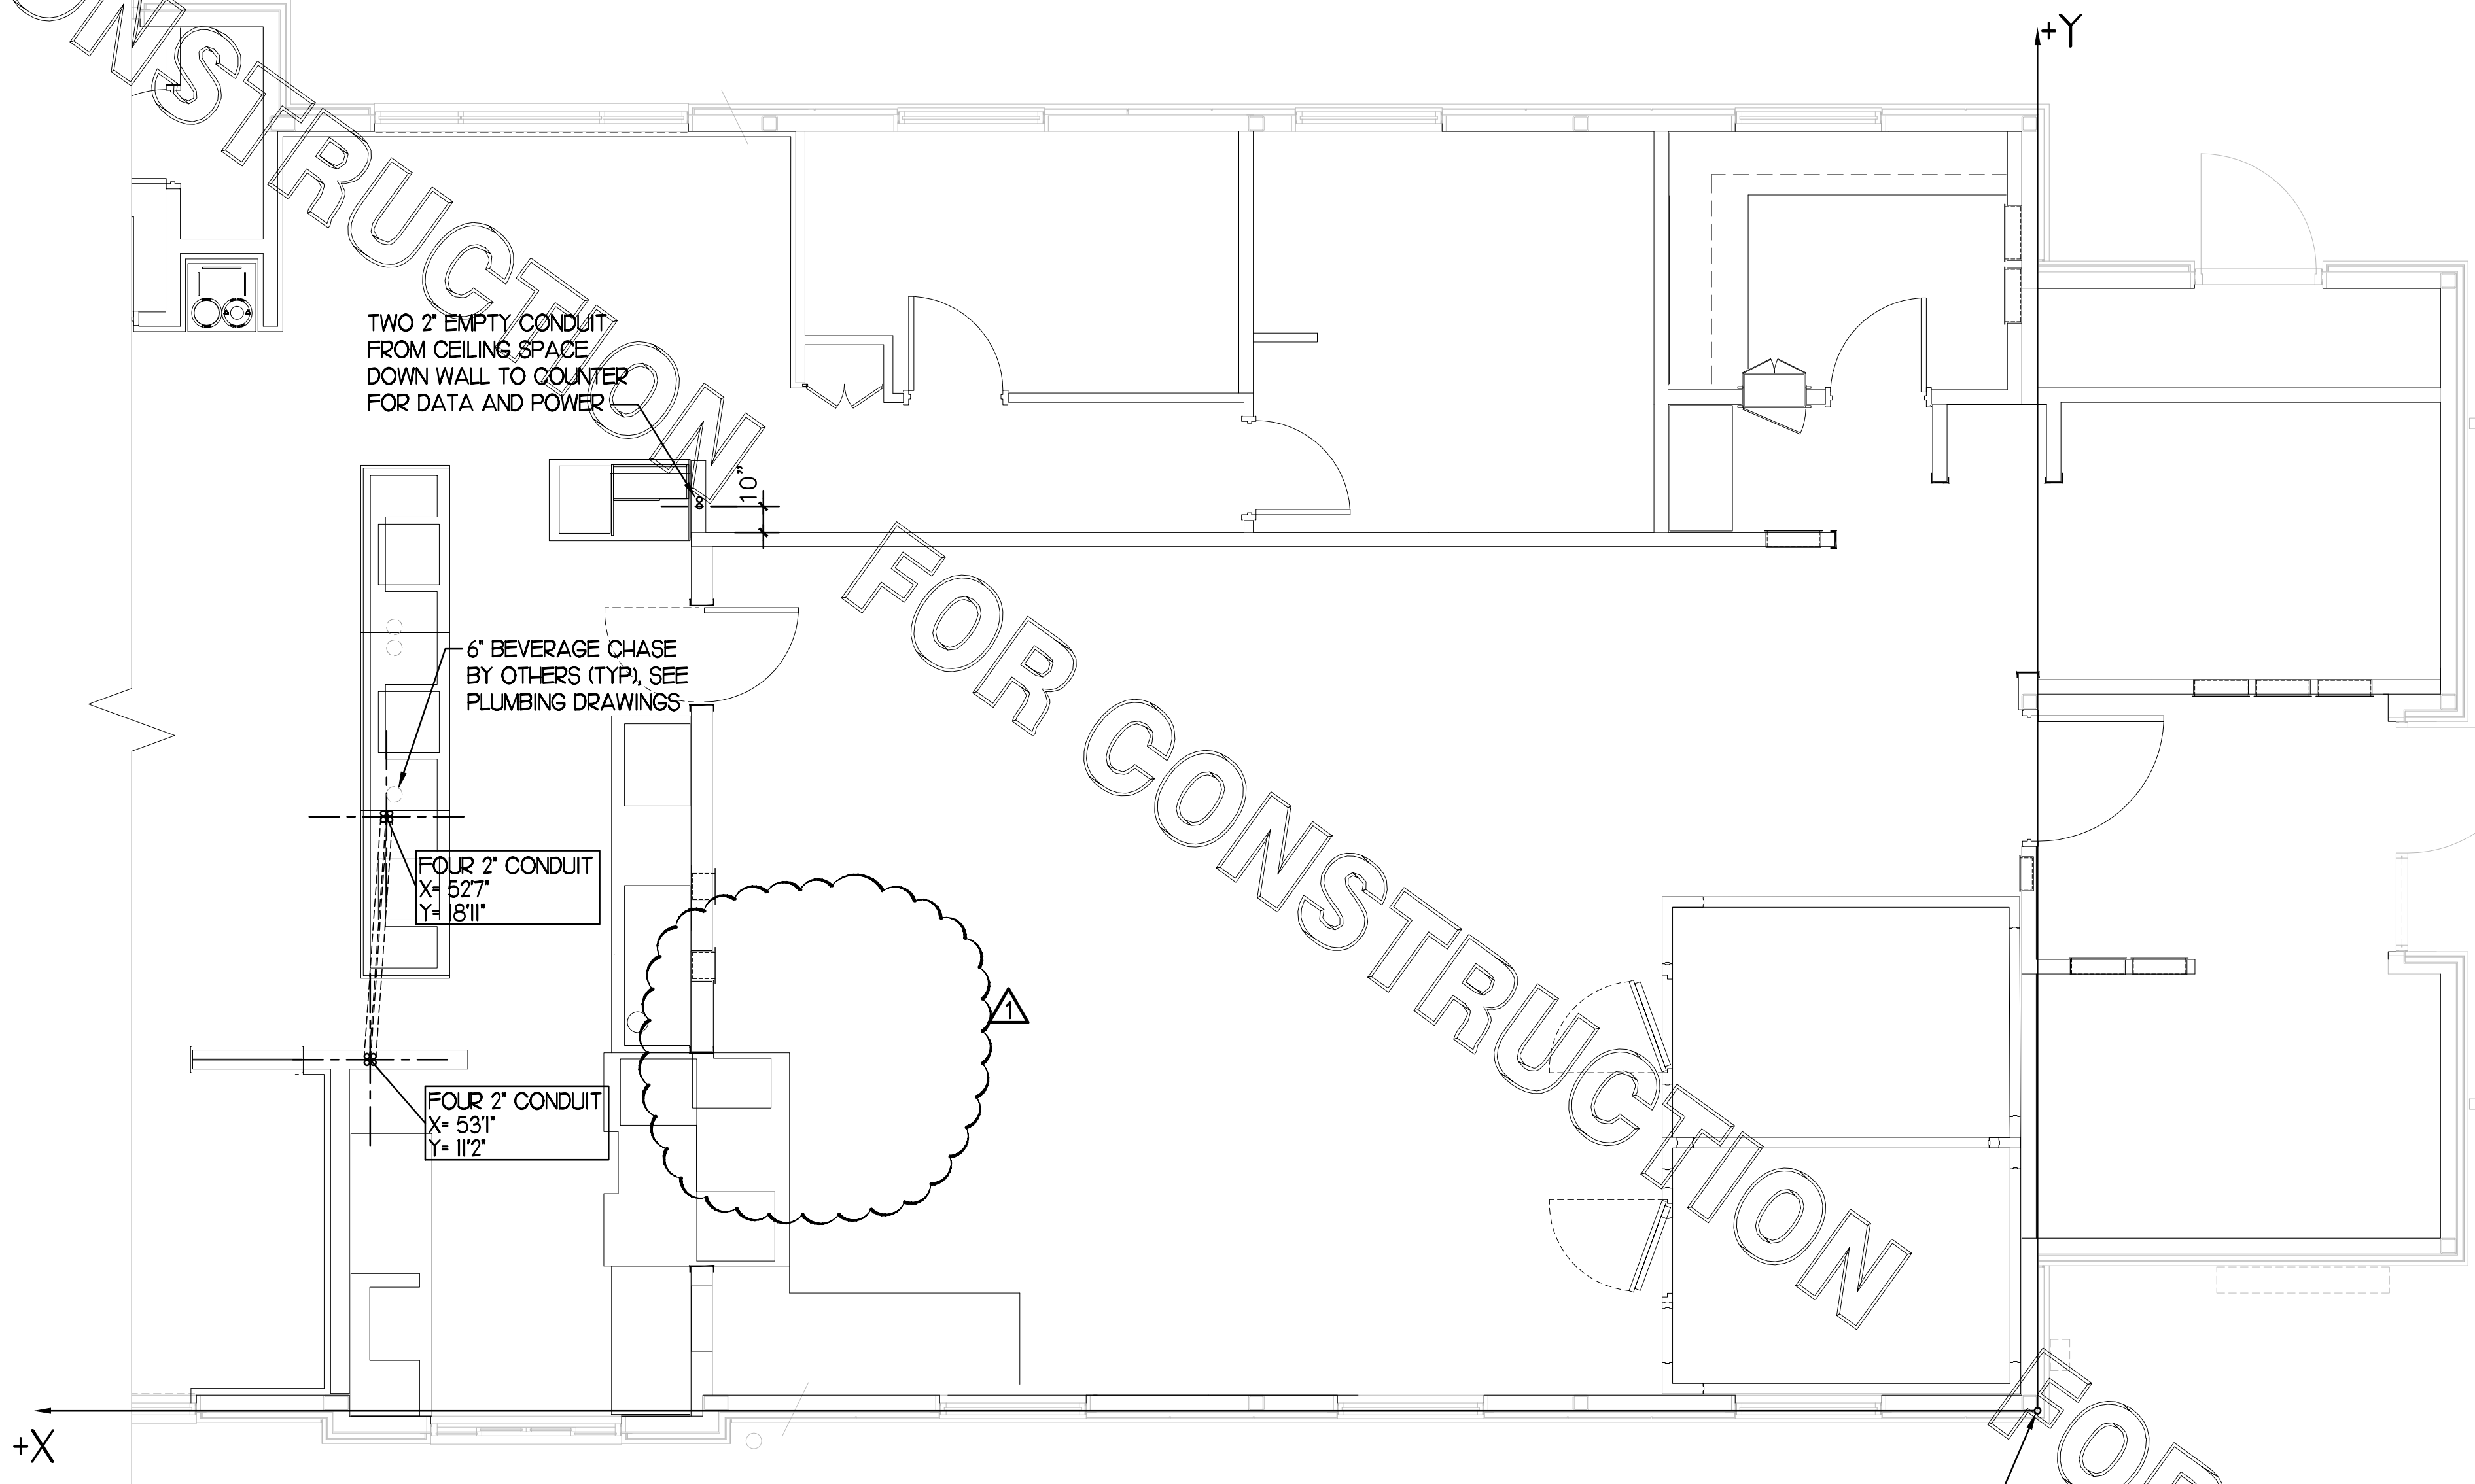 +Y
CONSTRUCTION
TWO 2" EMPTY CONDUIT
FROM CEILING SPACE
DOWN WALL TO COUNTER
FOR DATA AND POWER
10"
FOR CONSTRUCTION
6" BEVERAGE CHASE
BY OTHERS (TYP), SEE
PLUMBING DRAWINGS
FOUR 2" CONDUIT
X= 52'7"
Y= 18'11"
1
FOUR 2" CONDUIT
X= 53'1"
Y= 11'2"
+X
FOR